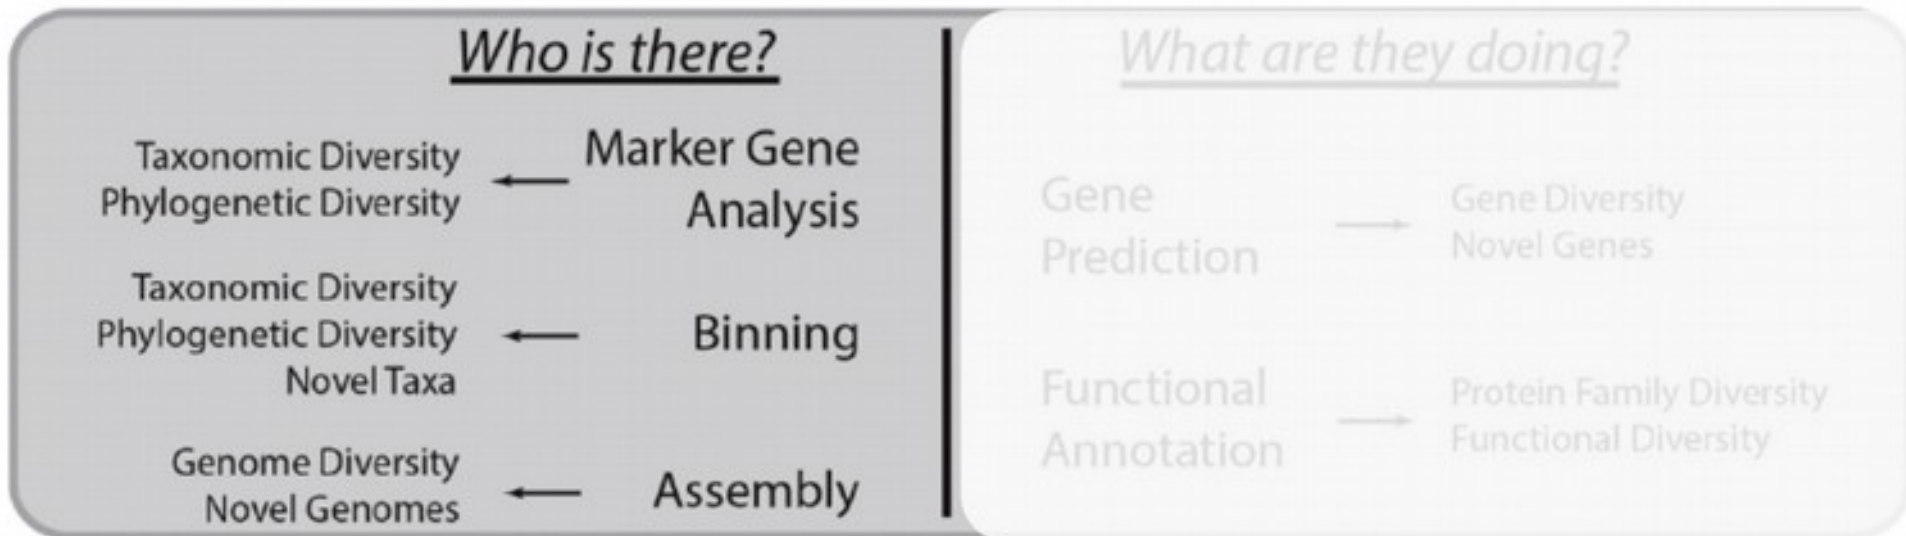 Who is there?
Taxonomic Diversity
Phylogenetic Diversity
Marker Gene
Analysis
Taxonomic Diversity
Phylogenetic Diversity
Novel Taxa
Binning
Genome Diversity
Novel Genomes
Assembly
What are they doing?
Gene
Prediction
Gene Diversity
Novel Genes
Functional
Annotation
Protein Family Diversity
Functional Diversity